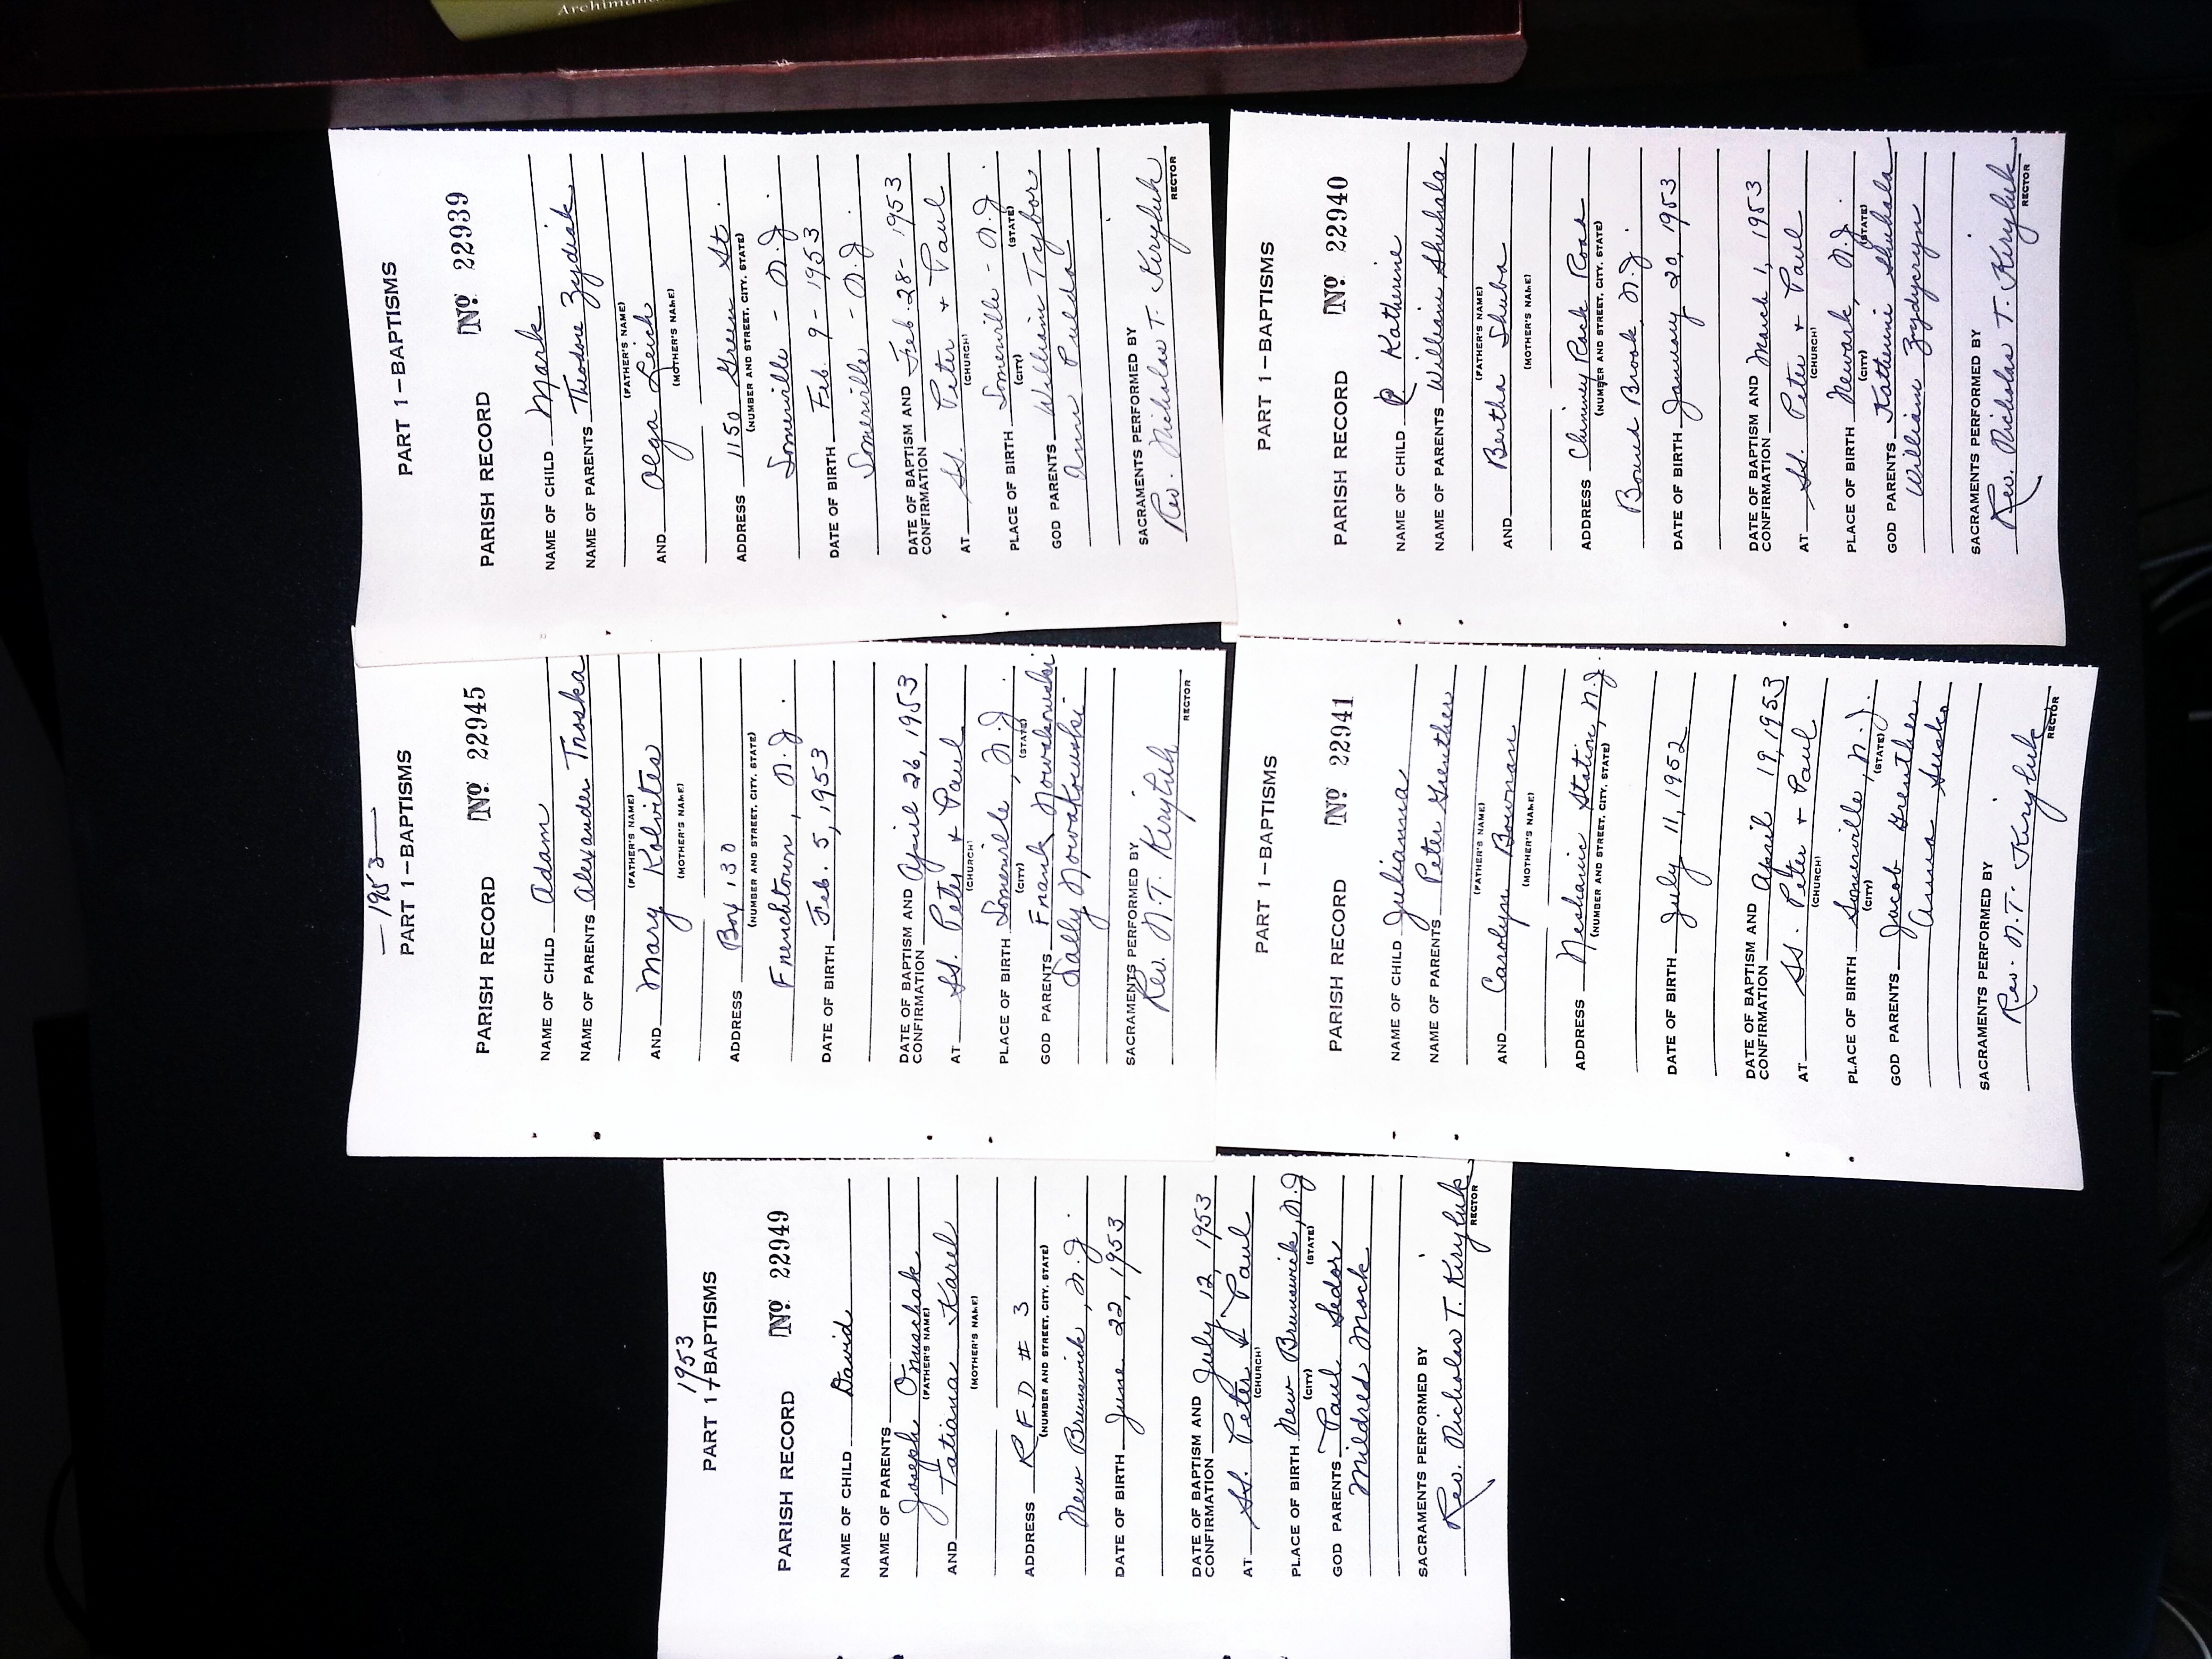 1953
PART 1-BAPTISMS
PARISH RECORD Nº 22949
NAME OF CHILD David
NAME OF PARENTS
Joseph Onuschak
(FATHER'S NAME)
AND Tatiana Karel
(MOTHER'S NAME)
ADDRESS R.F.D # 3
(NUMBER AND STREET, CITY, STATE)
New Brunswick, N.J.
DATE OF BIRTH June 22, 1953
DATE OF BAPTISM AND
CONFIRMATION July 12, 1953
AT SS. Peter + Paul
(CHURCH)
PLACE OF BIRTH New Brunswick, N.J
(CITY) (STATE)
GOD PARENTS Paul Sedor
Mildred Mock
SACRAMENTS PERFORMED BY
Rev. Nicholas T. Kiryluk
RECTOR
— 1953 —
PART 1-BAPTISMS
PARISH RECORD Nº 22945
NAME OF CHILD Adam
NAME OF PARENTS Alexander Troska
(FATHER'S NAME)
AND Mary Kolvites
(MOTHER'S NAME)
ADDRESS Box 130
(NUMBER AND STREET, CITY, STATE)
Frenchtown, N.J.
DATE OF BIRTH Feb. 5, 1953
DATE OF BAPTISM AND
CONFIRMATION April 26, 1953
AT SS. Peter + Paul
(CHURCH)
PLACE OF BIRTH Somerville, N.J.
(CITY) (STATE)
GOD PARENTS Frank Nowakowski
Sally Nowakowski
SACRAMENTS PERFORMED BY
Rev. N.T. Kiryluk
RECTOR
PART 1-BAPTISMS
PARISH RECORD Nº 22939
NAME OF CHILD Mark
NAME OF PARENTS Theodore Zydiak
(FATHER'S NAME)
AND Olga Leich
(MOTHER'S NAME)
ADDRESS 1150 Green St.
(NUMBER AND STREET, CITY, STATE)
Somerville - N.J.
DATE OF BIRTH Feb. 9 - 1953
Somerville - N.J.
DATE OF BAPTISM AND
CONFIRMATION Feb. 28 - 1953
AT SS. Peter + Paul
(CHURCH)
PLACE OF BIRTH Somerville - N.J.
(CITY) (STATE)
GOD PARENTS William Tybor
Ann Pulda
SACRAMENTS PERFORMED BY
Rev. Nicholas T. Kiryluk
RECTOR
PART 1-BAPTISMS
PARISH RECORD Nº 22941
NAME OF CHILD Julianna
NAME OF PARENTS Peter Grenther
(FATHER'S NAME)
AND Carolyn Bowman
(MOTHER'S NAME)
ADDRESS Neshanic Station, N.J.
(NUMBER AND STREET, CITY, STATE)
DATE OF BIRTH July 11, 1952
DATE OF BAPTISM AND
CONFIRMATION April 19, 1953
AT SS. Peter + Paul
(CHURCH)
PLACE OF BIRTH Somerville, N.J.
(CITY) (STATE)
GOD PARENTS Jacob Grenther
Anna Susko
SACRAMENTS PERFORMED BY
Rev. N.T. Kiryluk
RECTOR
PART 1-BAPTISMS
PARISH RECORD Nº 22940
NAME OF CHILD P. Katherine
NAME OF PARENTS William Shuhala
(FATHER'S NAME)
AND Bertha Shuba
(MOTHER'S NAME)
ADDRESS Chimney Rock Road
(NUMBER AND STREET, CITY, STATE)
Bound Brook, N.J.
DATE OF BIRTH January 20, 1953
DATE OF BAPTISM AND
CONFIRMATION March 1, 1953
AT SS. Peter + Paul
(CHURCH)
PLACE OF BIRTH Newark, N.J.
(CITY) (STATE)
GOD PARENTS Katherine Shuhala
William Zydycryn
SACRAMENTS PERFORMED BY
Rev. Nicholas T. Kiryluk
RECTOR